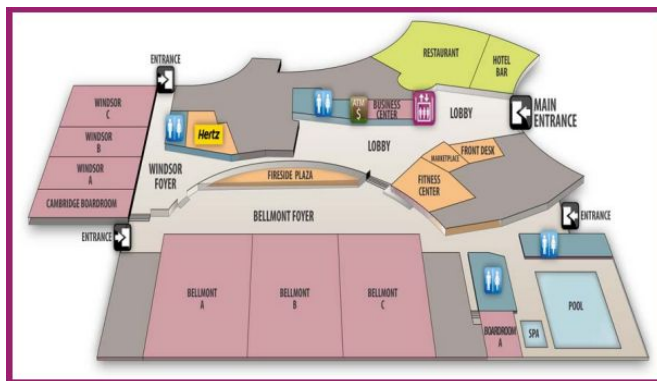 RESTAURANT
HOTEL
BAR
ENTRANCE
WINDSOR
C
ATM
$
BUSINESS
CENTER
LOBBY
MAIN
ENTRANCE
WINDSOR
B
Hertz
LOBBY
FRONT DESK
MARKETPLACE
WINDSOR
A
WINDSOR
FOYER
FIRESIDE PLAZA
FITNESS
CENTER
CAMBRIDGE BOARDROOM
BELLMONT FOYER
ENTRANCE
ENTRANCE
BELLMONT
A
BELLMONT
B
BELLMONT
C
BOARDROOM
A
SPA
POOL